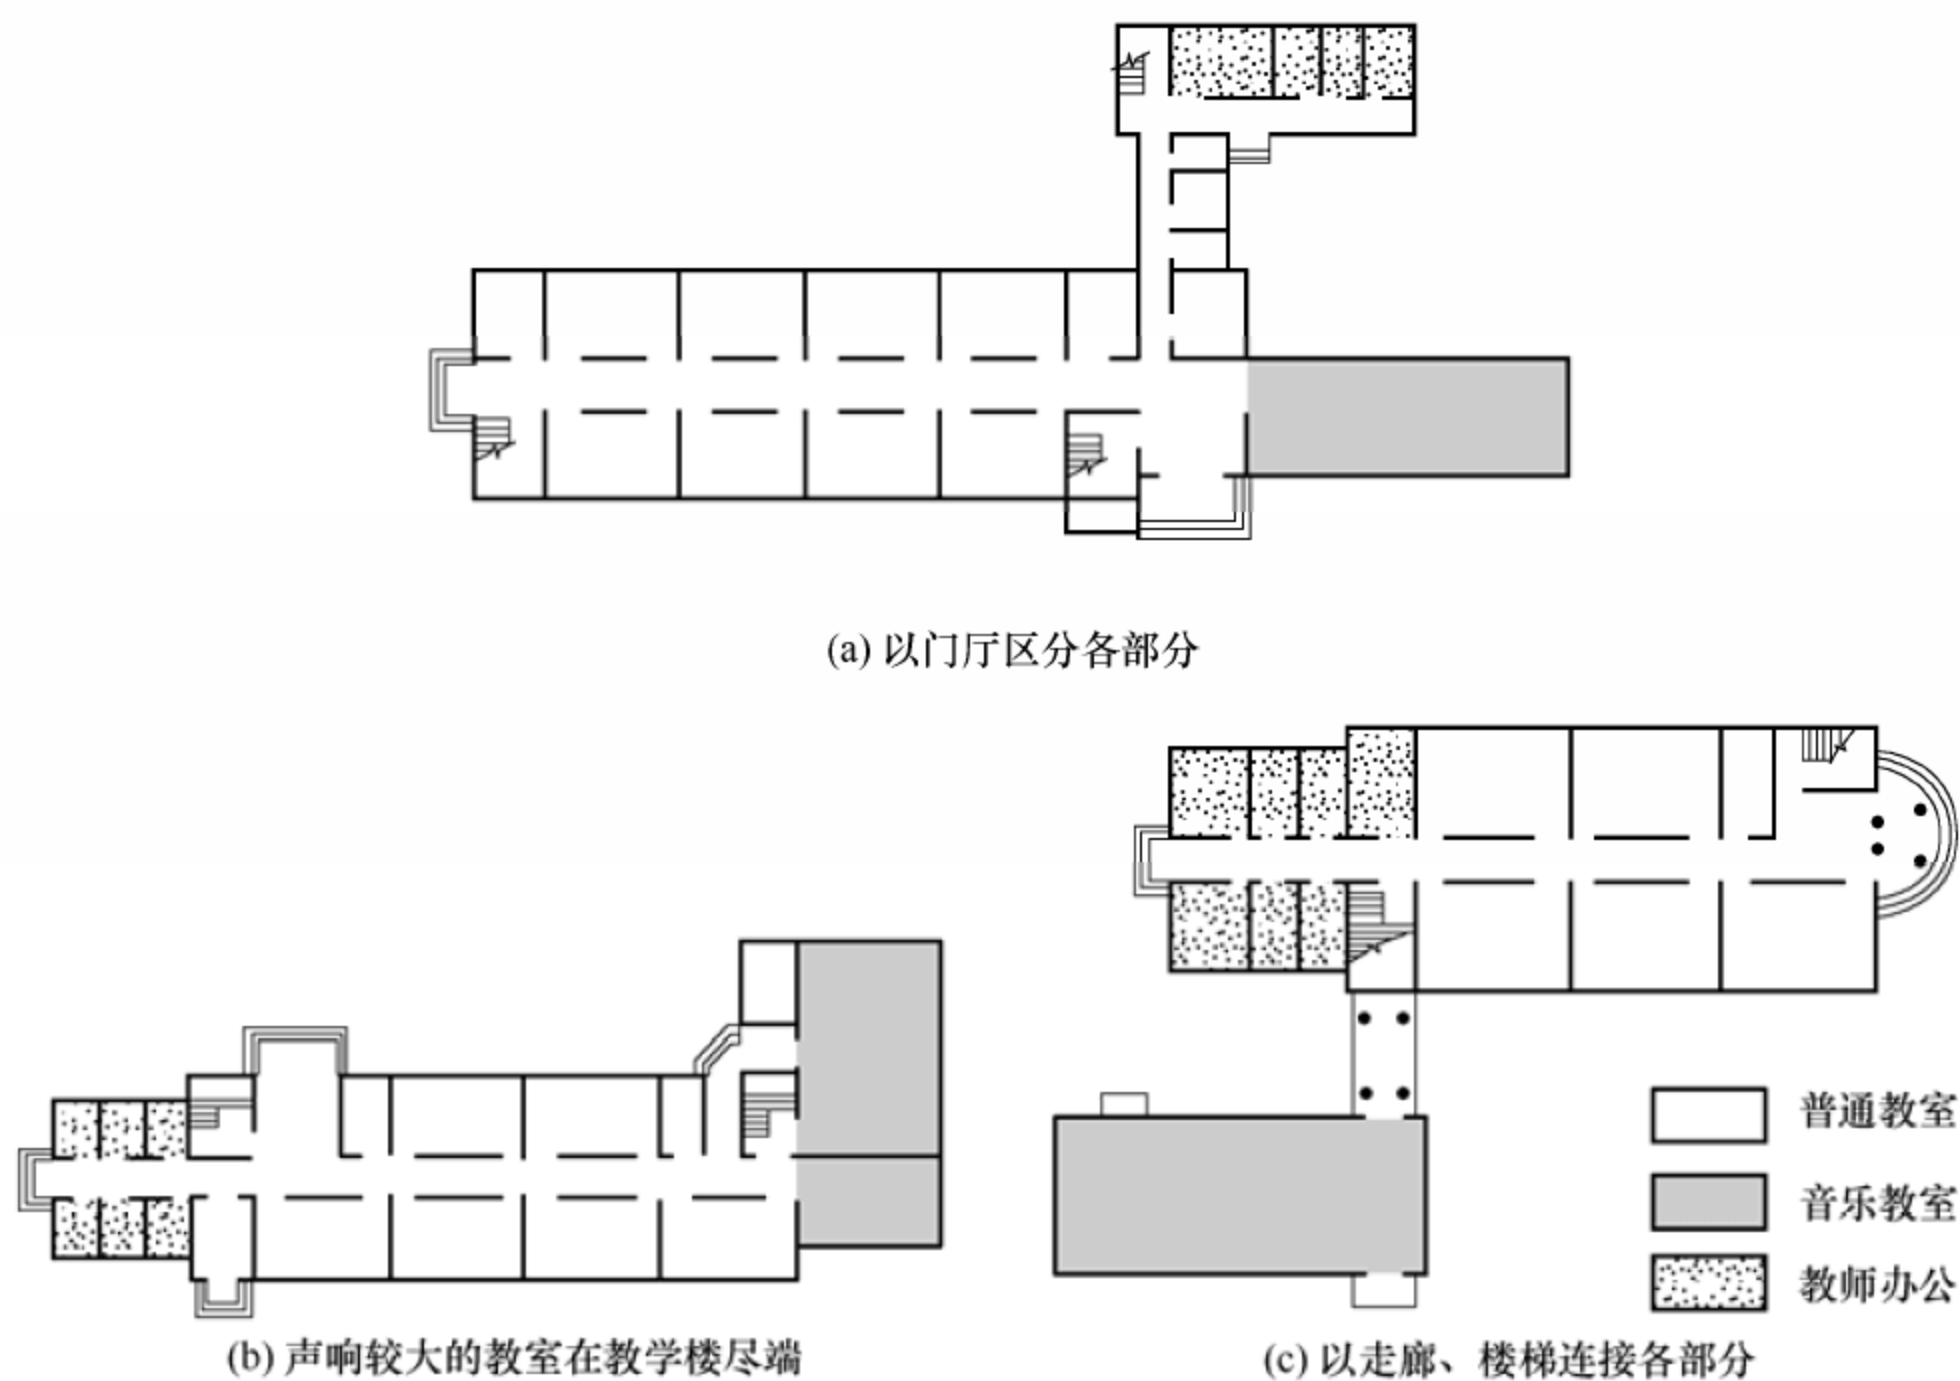 (a) 以门厅区分各部分
普通教室
音乐教室
教师办公
(b) 声响较大的教室在教学楼尽端
(c) 以走廊、楼梯连接各部分